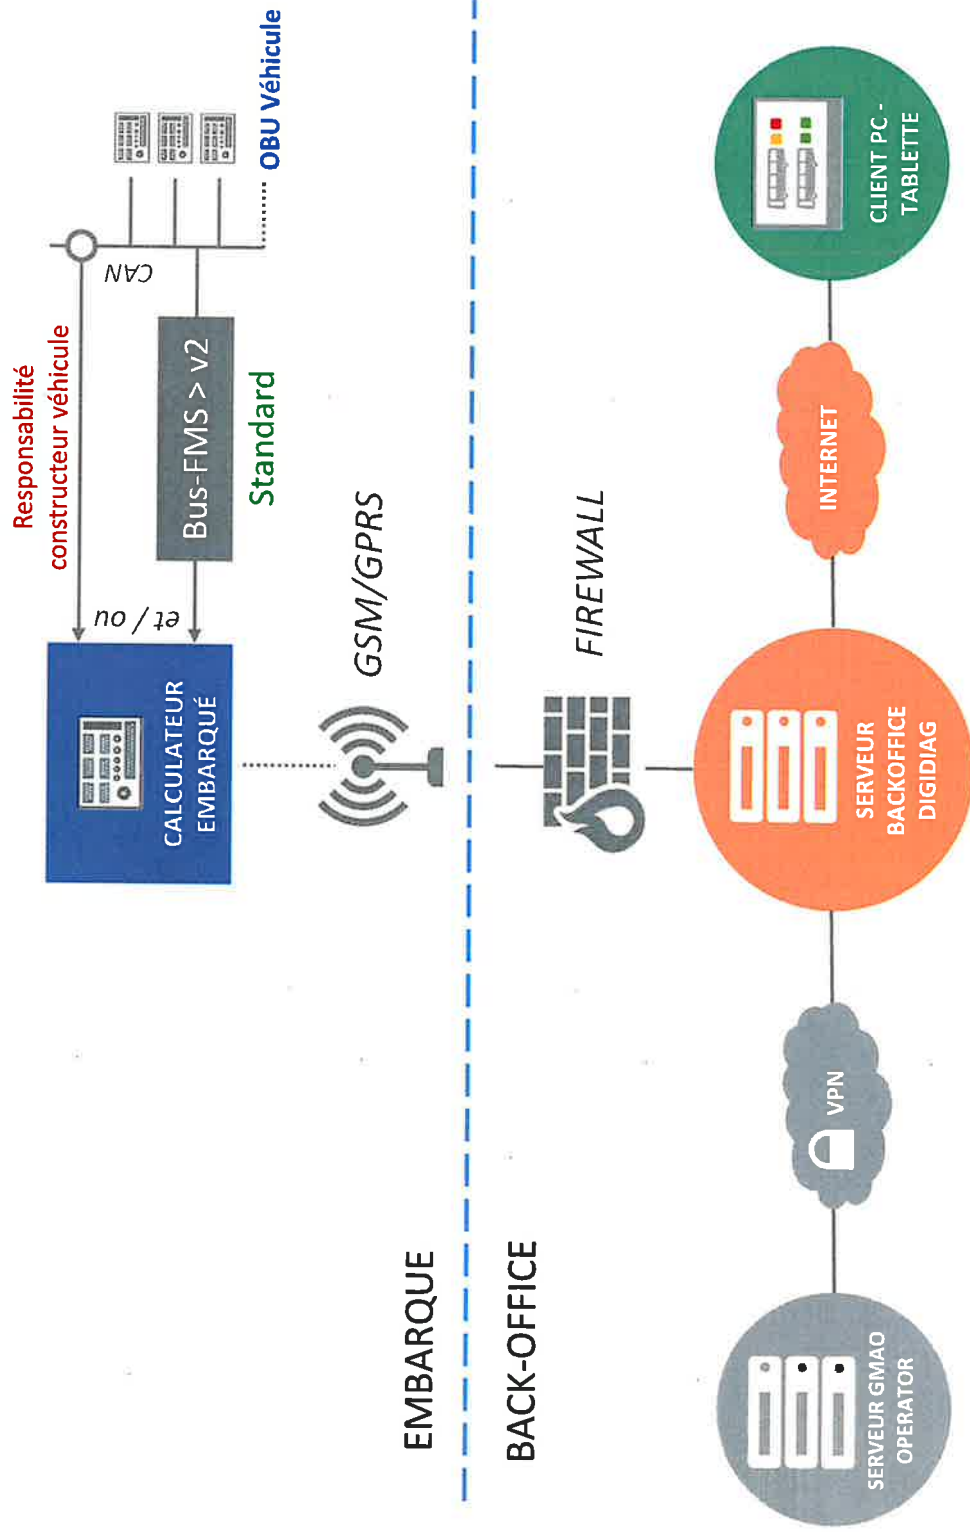 Responsabilité
constructeur véhicule
CALCULATEUR
EMBARQUÉ
et / ou
CAN
Bus-FMS > v2
Standard
OBU Véhicule
GSM/GPRS
EMBARQUE
BACK-OFFICE
FIREWALL
SERVEUR GMAO
OPERATOR
VPN
SERVEUR
BACKOFFICE
DIGIDIAG
INTERNET
CLIENT PC -
TABLETTE